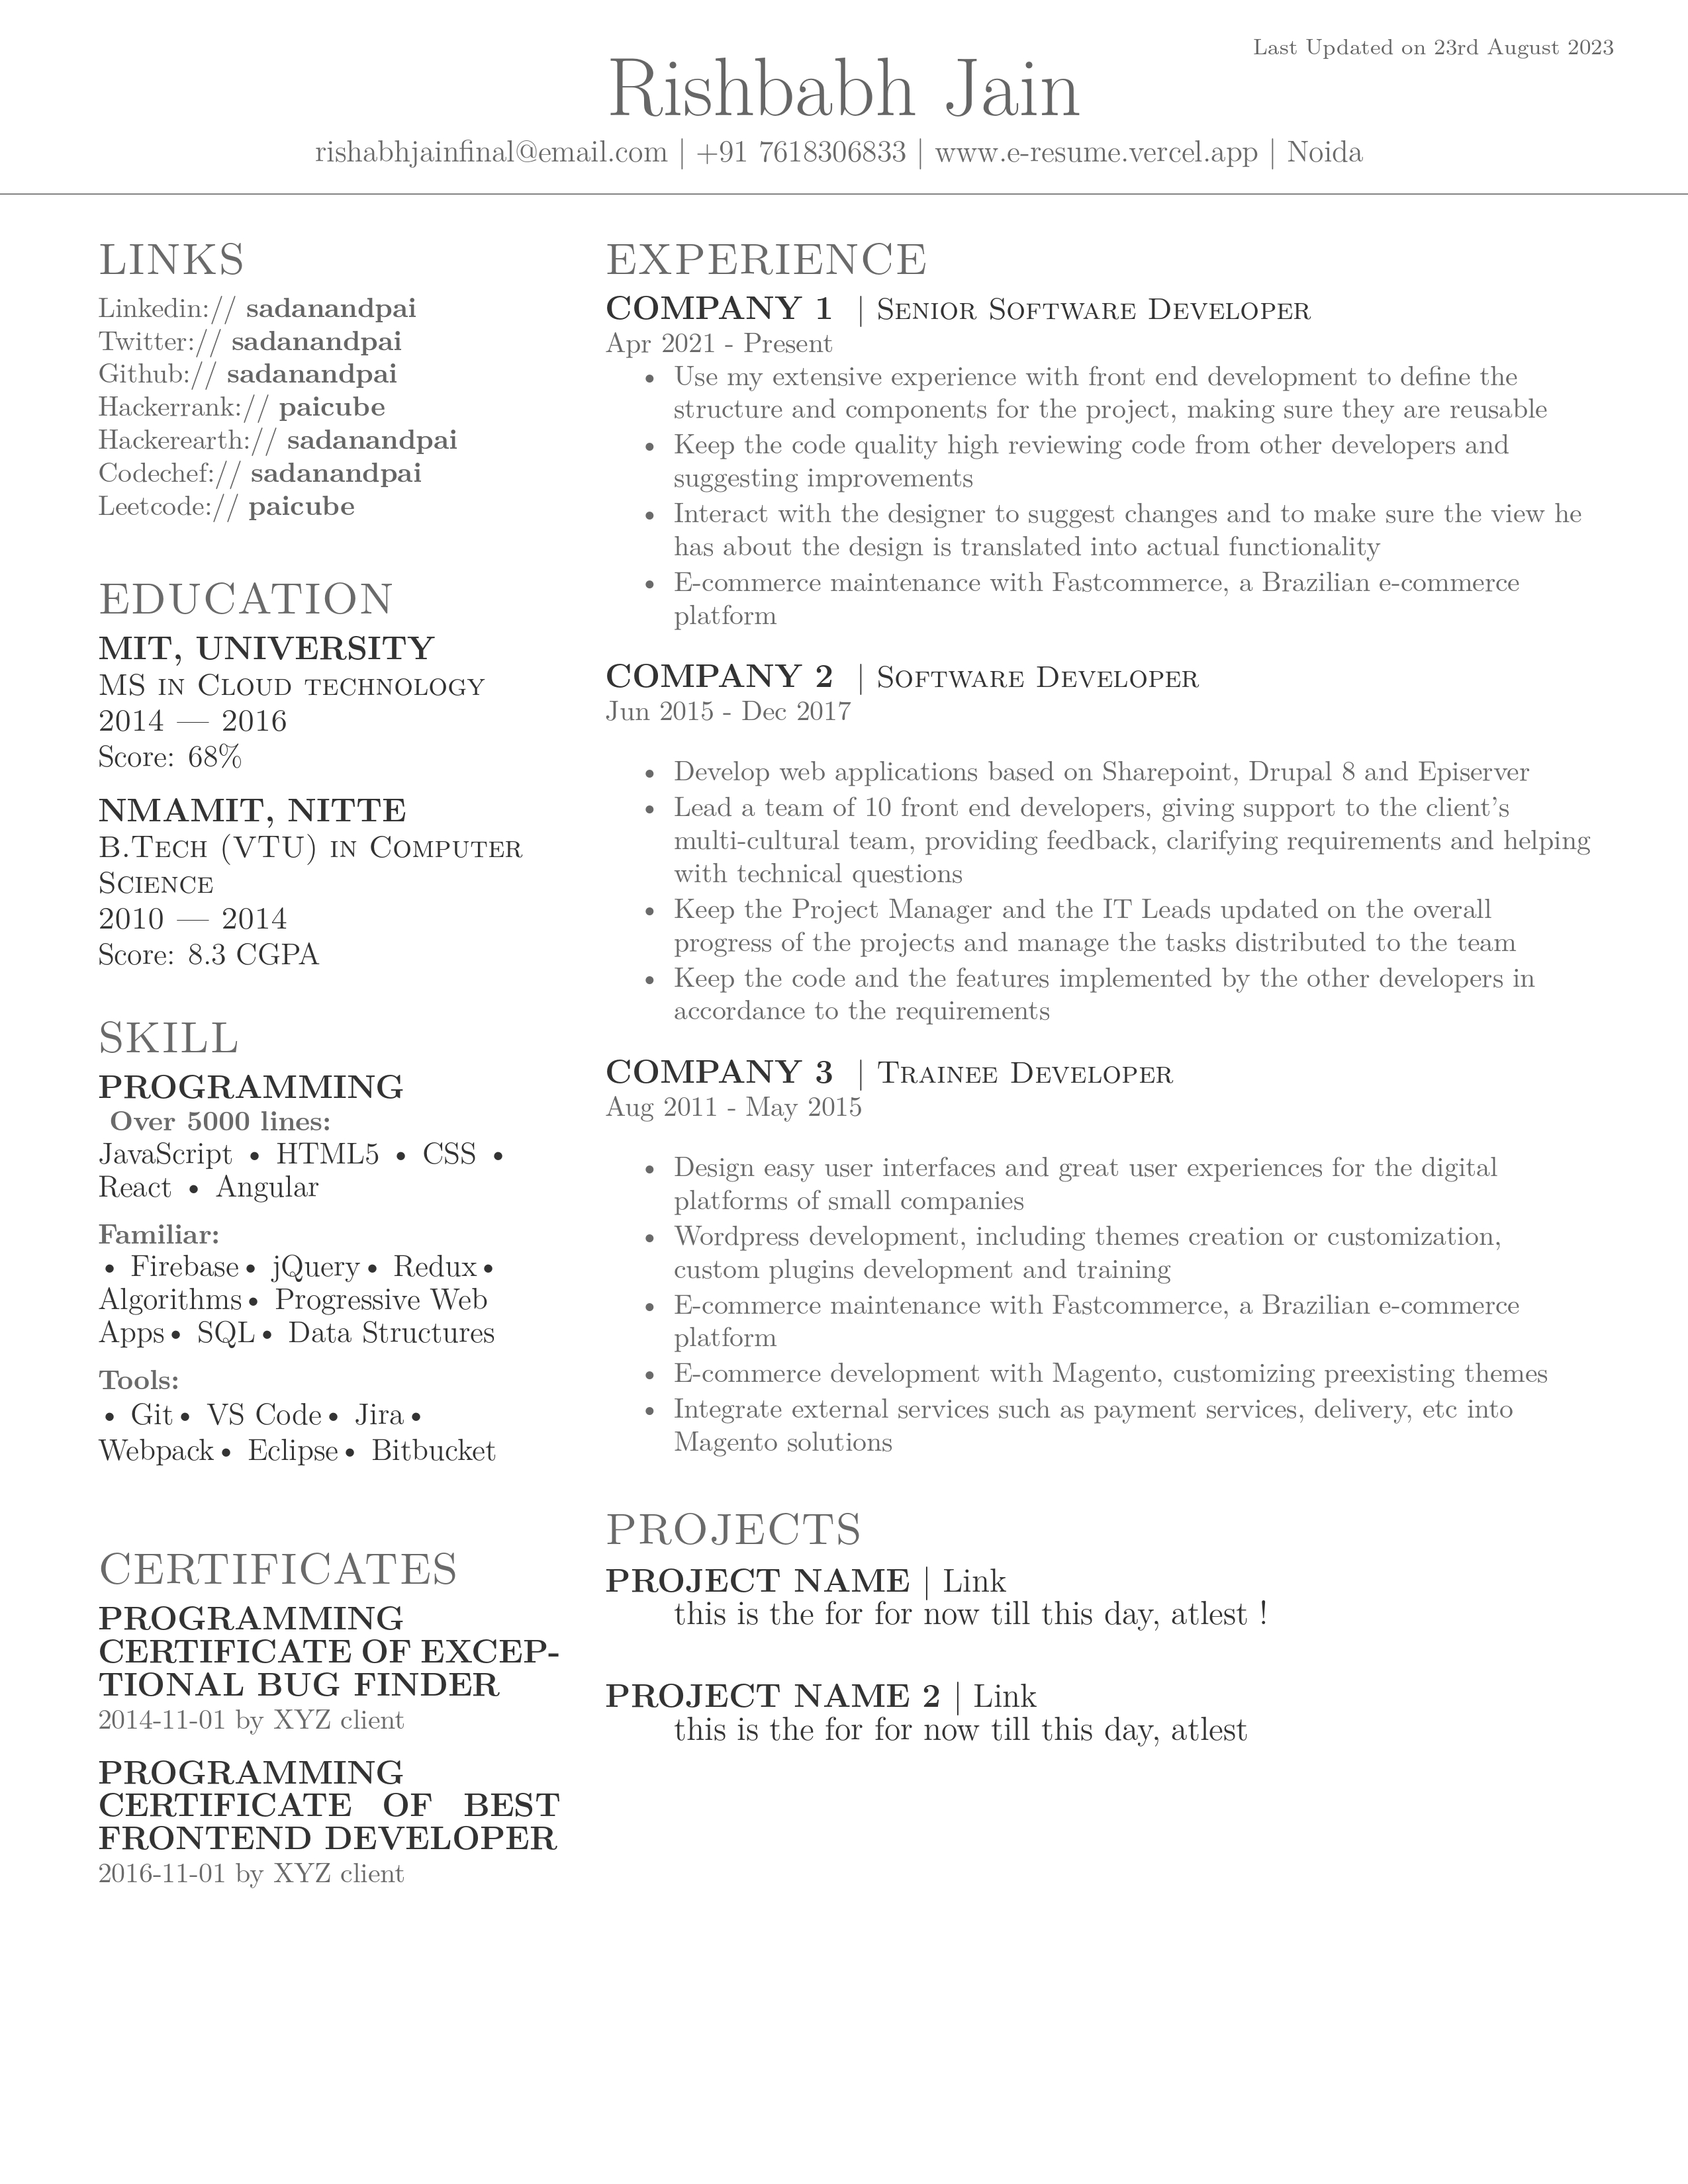 Last Updated on 23rd August 2023
Rishbabh Jain
rishabhjainfinal@email.com | +91 7618306833 | www.e-resume.vercel.app | Noida
LINKS
Linkedin:// sadanandpai
Twitter:// sadanandpai
Github:// sadanandpai
Hackerrank:// paicube
Hackerearth:// sadanandpai
Codechef:// sadanandpai
Leetcode:// paicube
EDUCATION
MIT, UNIVERSITY
MS in Cloud technology
2014 — 2016
Score: 68%
NMAMIT, NITTE
B.Tech (VTU) in Computer
Science
2010 — 2014
Score: 8.3 CGPA
SKILL
PROGRAMMING
Over 5000 lines:
JavaScript • HTML5 • CSS •
React • Angular
Familiar:
• Firebase• jQuery• Redux•
Algorithms• Progressive Web
Apps• SQL• Data Structures
Tools:
• Git• VS Code• Jira•
Webpack• Eclipse• Bitbucket
CERTIFICATES
PROGRAMMING
CERTIFICATE OF EXCEP-
TIONAL BUG FINDER
2014-11-01 by XYZ client
PROGRAMMING
CERTIFICATE OF BEST
FRONTEND DEVELOPER
2016-11-01 by XYZ client
EXPERIENCE
COMPANY 1 | Senior Software Developer
Apr 2021 - Present
• Use my extensive experience with front end development to define the
structure and components for the project, making sure they are reusable
• Keep the code quality high reviewing code from other developers and
suggesting improvements
• Interact with the designer to suggest changes and to make sure the view he
has about the design is translated into actual functionality
• E-commerce maintenance with Fastcommerce, a Brazilian e-commerce
platform
COMPANY 2 | Software Developer
Jun 2015 - Dec 2017
• Develop web applications based on Sharepoint, Drupal 8 and Episerver
• Lead a team of 10 front end developers, giving support to the client's
multi-cultural team, providing feedback, clarifying requirements and helping
with technical questions
• Keep the Project Manager and the IT Leads updated on the overall
progress of the projects and manage the tasks distributed to the team
• Keep the code and the features implemented by the other developers in
accordance to the requirements
COMPANY 3 | Trainee Developer
Aug 2011 - May 2015
• Design easy user interfaces and great user experiences for the digital
platforms of small companies
• Wordpress development, including themes creation or customization,
custom plugins development and training
• E-commerce maintenance with Fastcommerce, a Brazilian e-commerce
platform
• E-commerce development with Magento, customizing preexisting themes
• Integrate external services such as payment services, delivery, etc into
Magento solutions
PROJECTS
PROJECT NAME | Link
this is the for for now till this day, atlest !
PROJECT NAME 2 | Link
this is the for for now till this day, atlest